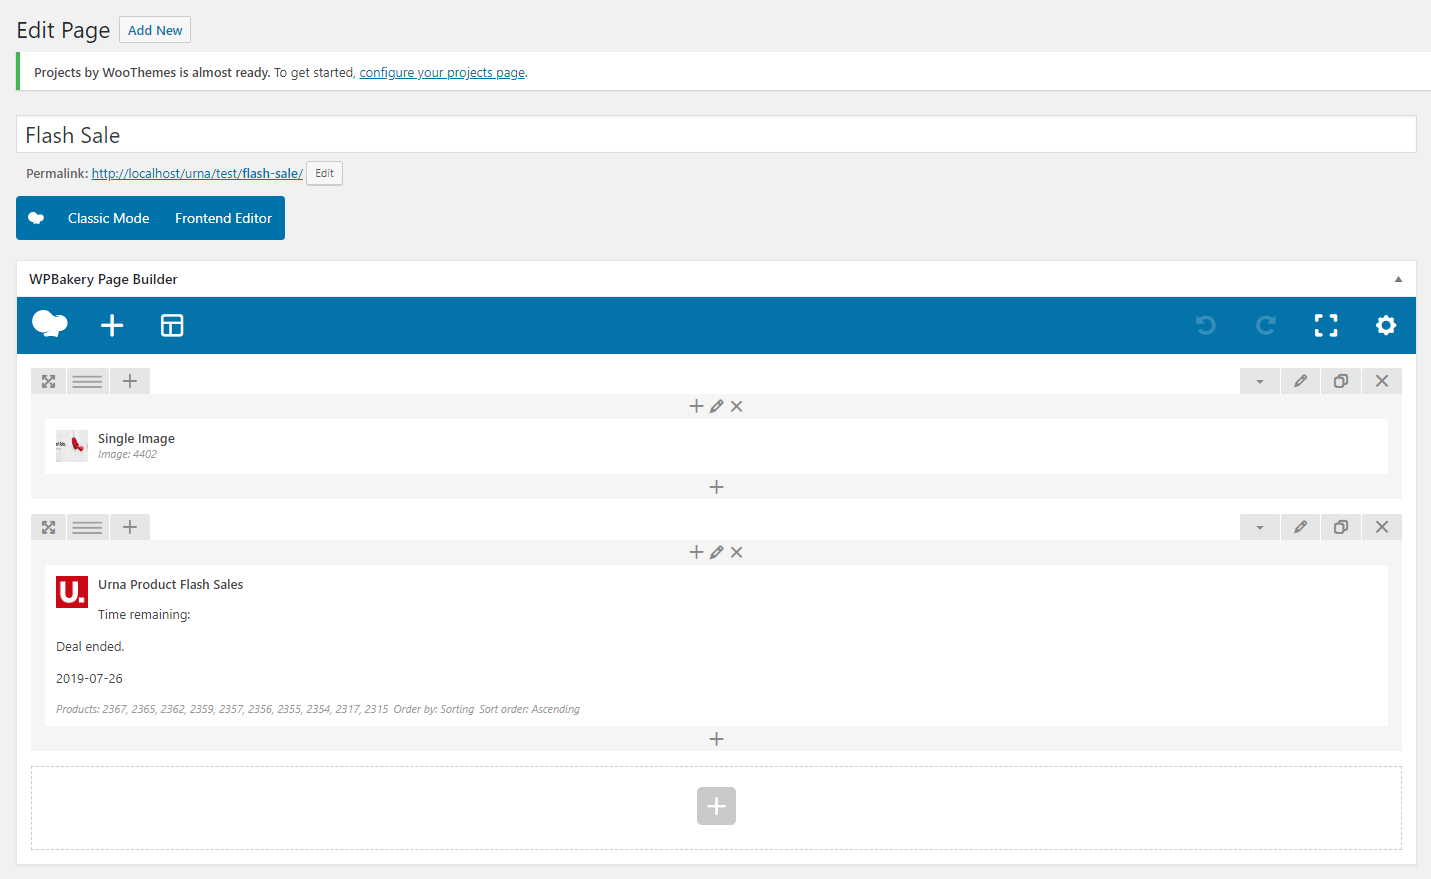 Edit Page Add New
Projects by WooThemes is almost ready. To get started, configure your projects page.
Flash Sale
Permalink: http://localhost/urna/test/flash-sale/ Edit
Classic Mode Frontend Editor
WPBakery Page Builder
Single Image
Image: 4402
U. Urna Product Flash Sales
Time remaining:
Deal ended.
2019-07-26
Products: 2367, 2365, 2362, 2359, 2357, 2356, 2355, 2354, 2317, 2315 Order by: Sorting Sort order: Ascending